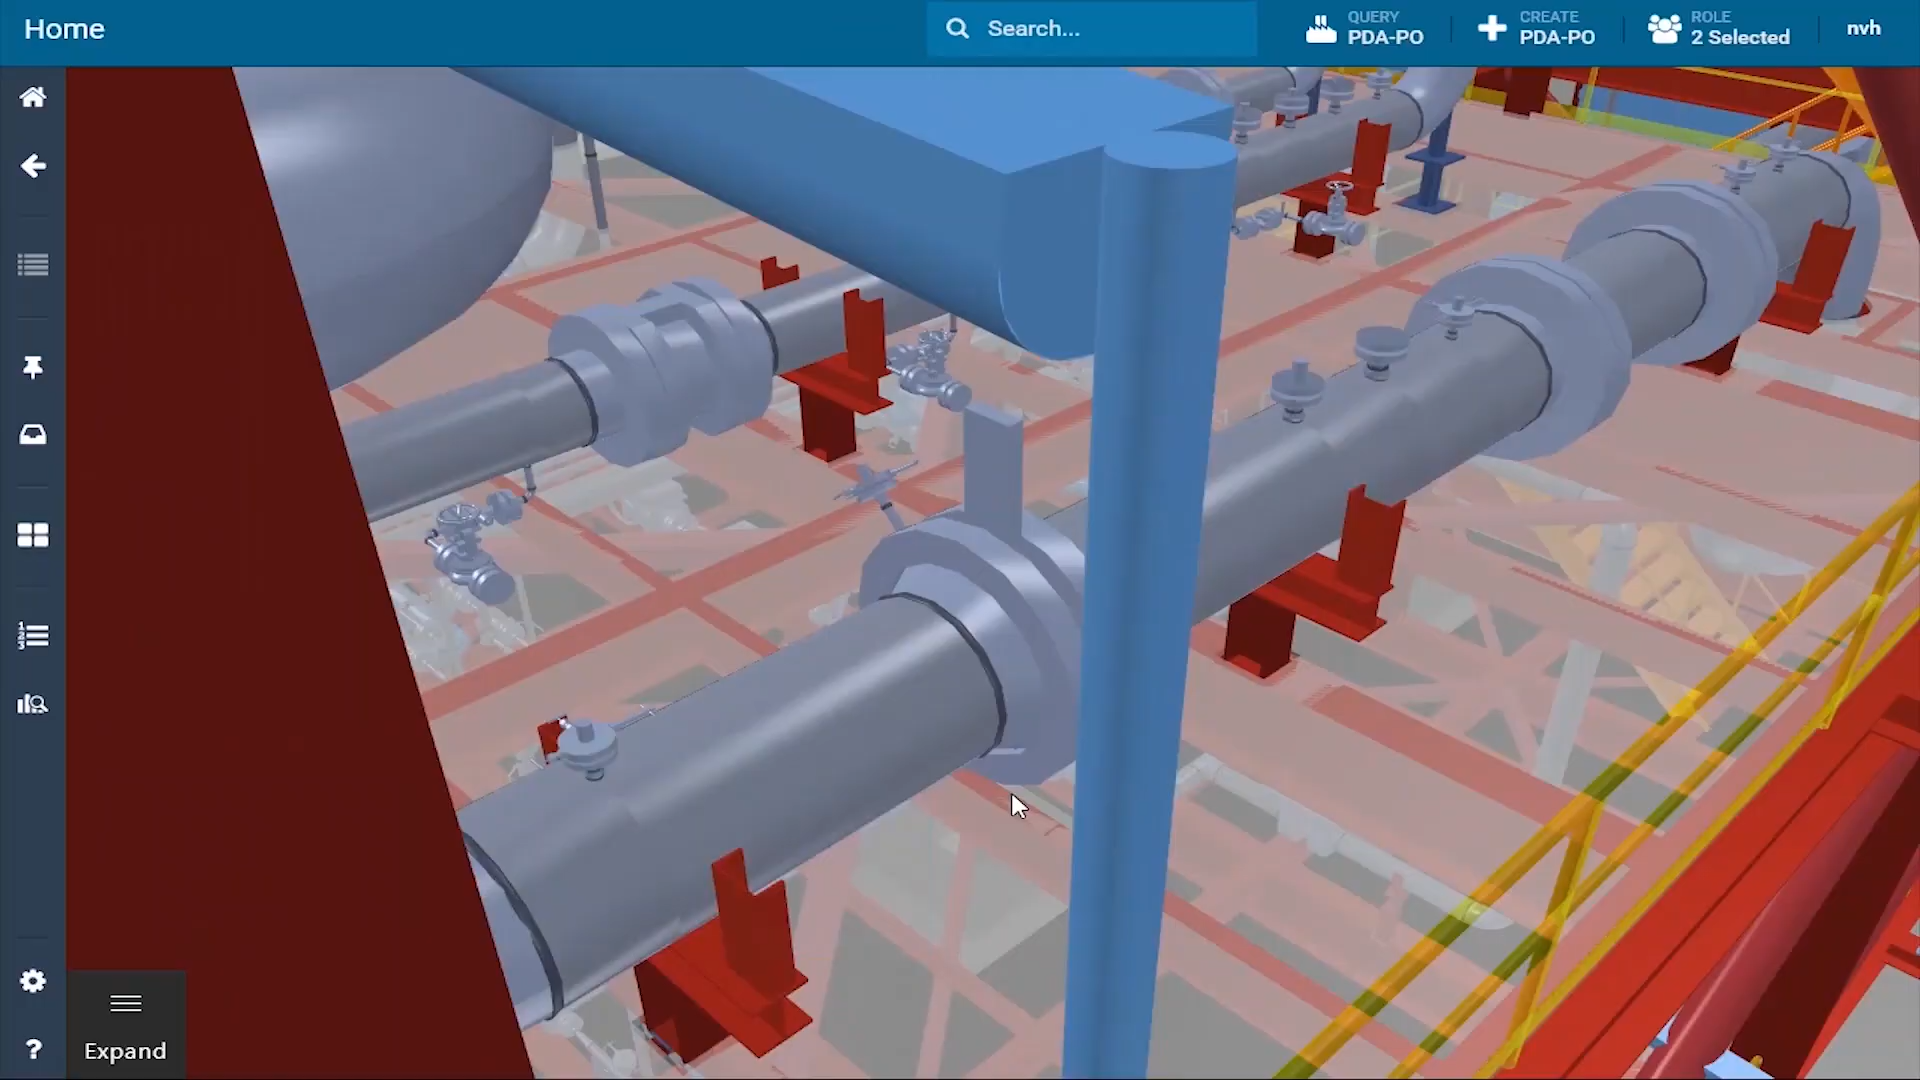 Home
Search...
QUERY
PDA-PO
CREATE
PDA-PO
ROLE
2 Selected
nvh
Expand